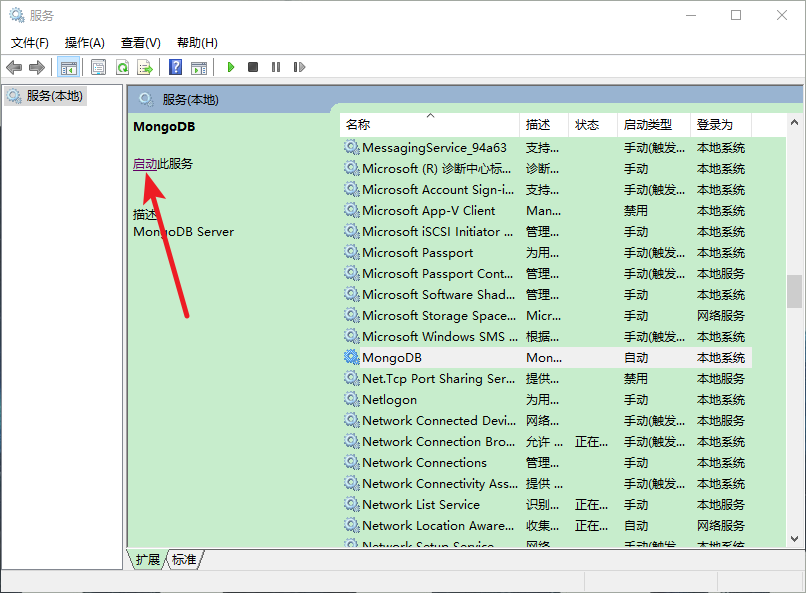 服务
文件(F) 操作(A) 查看(V) 帮助(H)
服务(本地)
服务(本地)
MongoDB
启动此服务
描述
MongoDB Server
名称 描述 状态 启动类型 登录为
MessagingService_94a63 支持... 手动(触发... 本地系统
Microsoft (R) 诊断中心标... 诊断... 手动 本地系统
Microsoft Account Sign-i... 支持... 手动(触发... 本地系统
Microsoft App-V Client Man... 禁用 本地系统
Microsoft iSCSI Initiator ... 管理... 手动 本地系统
Microsoft Passport 为用... 手动(触发... 本地系统
Microsoft Passport Cont... 管理... 手动(触发... 本地服务
Microsoft Software Shad... 管理... 手动 本地系统
Microsoft Storage Space... Micr... 手动 网络服务
Microsoft Windows SMS ... 根据... 手动(触发... 本地系统
MongoDB Mon... 自动 本地系统
Net.Tcp Port Sharing Ser... 提供... 禁用 本地服务
Netlogon 为用... 手动 本地系统
Network Connected Devi... 网络... 手动(触发... 本地服务
Network Connection Bro... 允许 ... 正在... 手动(触发... 本地系统
Network Connections 管理... 手动 本地系统
Network Connectivity Ass... 提供 ... 手动(触发... 本地系统
Network List Service 识别... 正在... 手动 本地服务
Network Location Aware... 收集... 正在... 自动 网络服务
Network Setup Service 网络... 手动(触发... 本地系统
扩展 标准